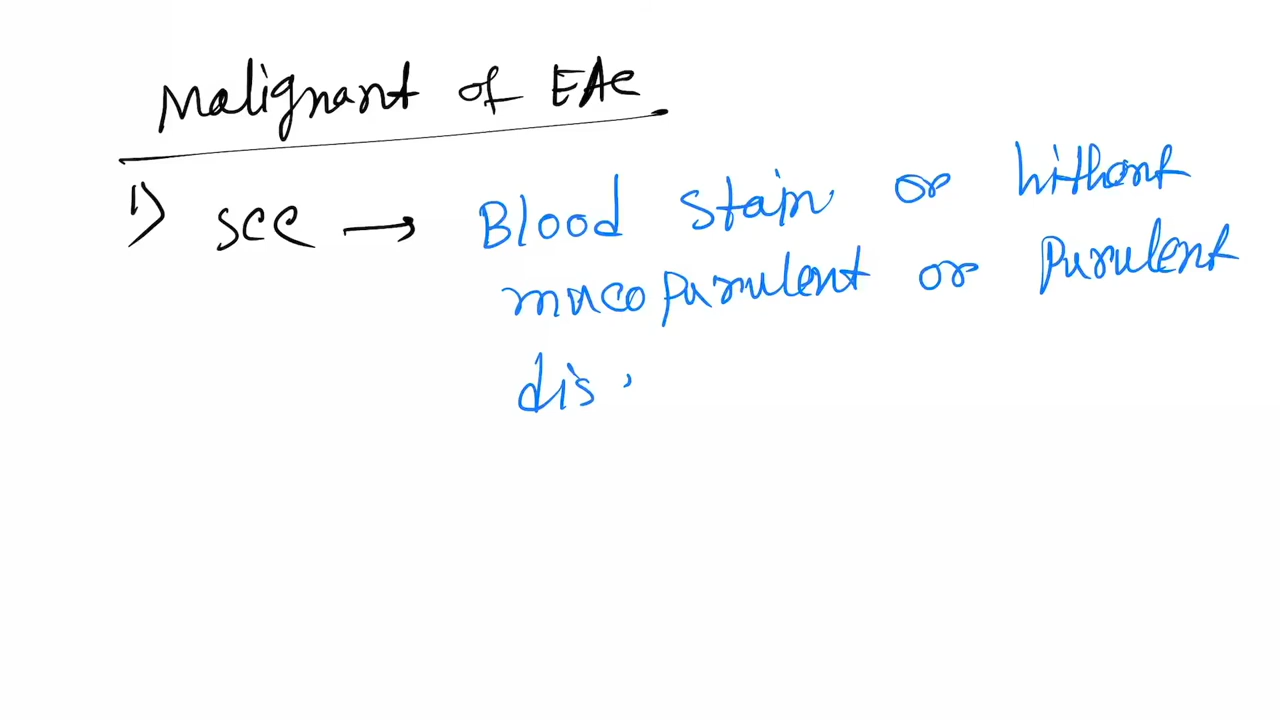 Malignant of EAC
1) SCC → Blood stain or without
mucopurulent or purulent
dis